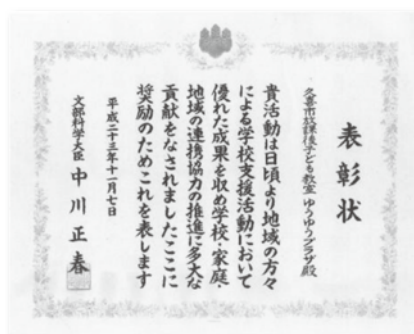 表彰状
久喜市放課後子ども教室 ゆうゆうプラザ殿
貴活動は日頃より地域の方々
による学校支援活動において
優れた成果を収め学校・家庭・
地域の連携協力の推進に多大な
貢献をなされましたここに
奨励のためこれを表します
平成二十三年十二月七日
文部科学大臣 中川正春